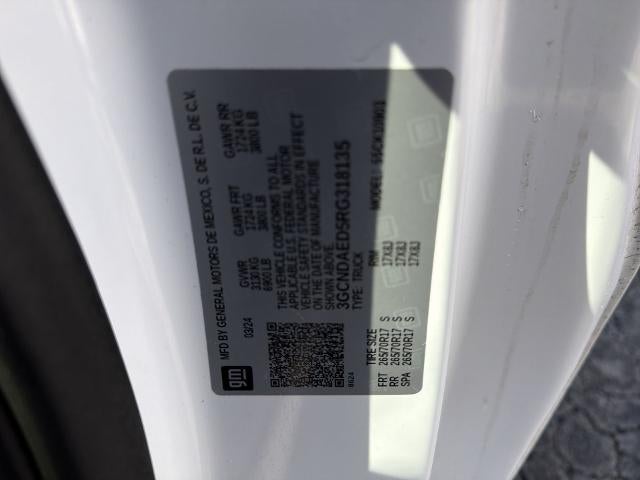 gm
MFD BY GENERAL MOTORS DE MEXICO, S. DE R.L. DE C.V.
03/24
GVWR GAWR FRT GAWR RR
3130 KG 1724 KG 1724 KG
6900 LB 3800 LB 3800 LB
THIS VEHICLE CONFORMS TO ALL
APPLICABLE U.S. FEDERAL MOTOR
VEHICLE SAFETY STANDARDS IN EFFECT
ON THE DATE OF MANUFACTURE
SHOWN ABOVE.
3GCNDAED5RG318135
TYPE: TRUCK MODEL:
TIRE SIZE RIM
FRT 265/70R17 S 17X8J
RR 265/70R17 S 17X8J
SPA 265/70R17 S 17X8J